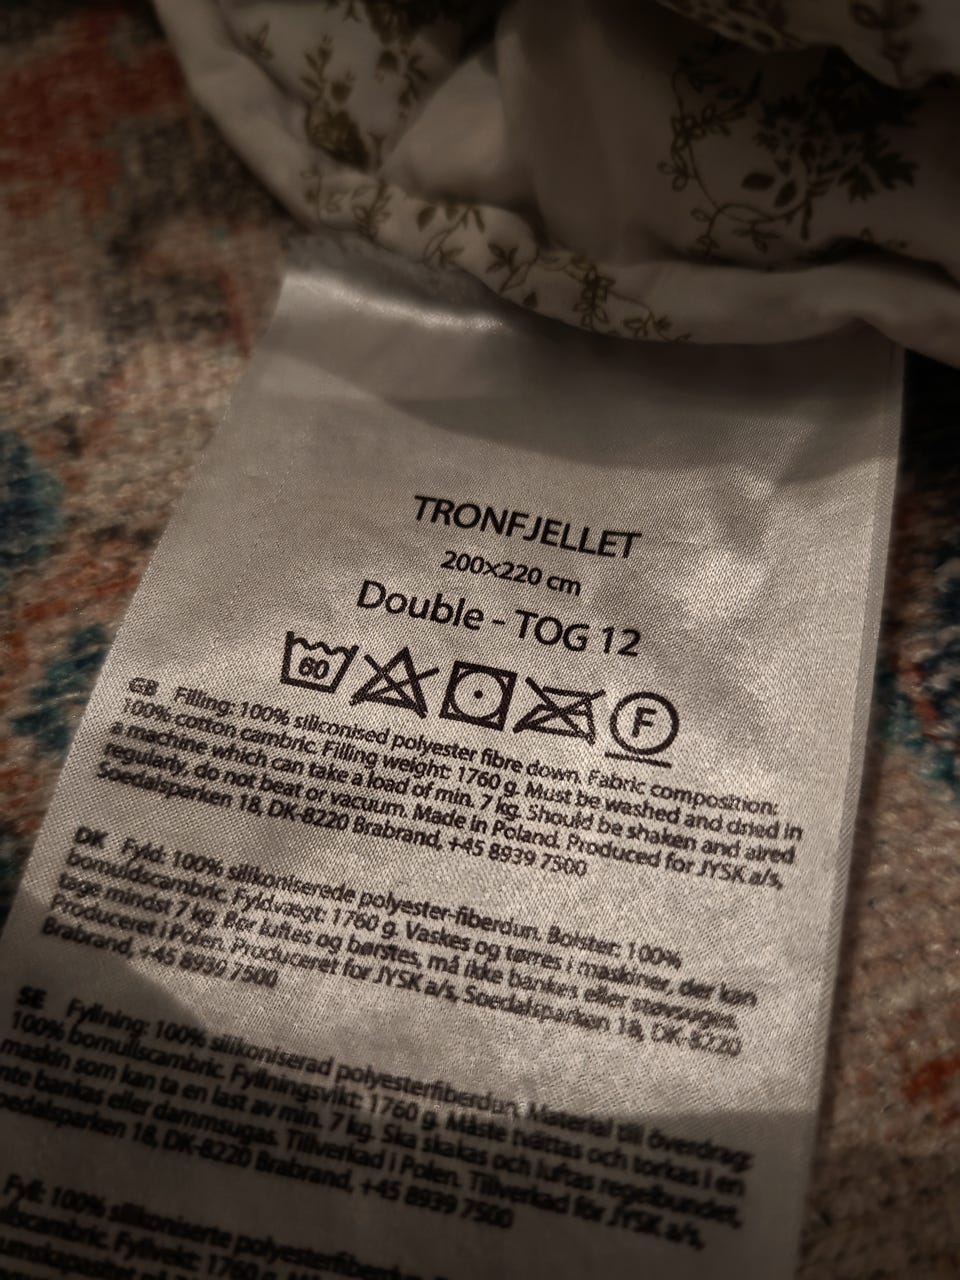 TRONFJELLET
200x220 cm
Double - TOG 12
60 F
GB Filling: 100% siliconised polyester fibre down. Fabric composition:
100% cotton cambric. Filling weight: 1760 g. Must be washed and dried in
a machine which can take a load of min. 7 kg. Should be shaken and aired
regularly, do not beat or vacuum. Made in Poland. Produced for JYSK a/s,
Soedalsparken 18, DK-8220 Brabrand, +45 8939 7500
DK Fyld: 100% silikoniserede polyester-fiberdun. Bolster: 100%
bomuldscambric. Fyldvægt: 1760 g. Vaskes og tørres i maskiner, der kan
tage mindst 7 kg. Bør luftes og børstes, må ikke bankes eller støvsuges.
Produceret i Polen. Produceret for JYSK a/s, Soedalsparken 18, DK-8220
Brabrand, +45 8939 7500
SE Fyllning: 100% silikoniserad polyesterfiberdun. Material till överdrag:
100% bomullscambric. Fyllningsvikt: 1760 g. Måste tvättas och torkas i en
maskin som kan ta en last av min. 7 kg. Ska skakas och luftas regelbundet,
nte bankas eller dammsugas. Tillverkad i Polen. Tillverkad för JYSK a/s,
oedalsparken 18, DK-8220 Brabrand, +45 8939 7500
Fyll: 100% silikoniserte
Fyllvekt: 1760 g.